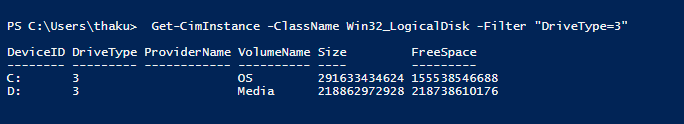 PS C:\Users\thaku>  Get-CimInstance -ClassName Win32_LogicalDisk -Filter "DriveType=3"
DeviceID DriveType ProviderName VolumeName Size         FreeSpace
-------- --------- ------------ ---------- ----         ---------
C:       3                      OS         291633434624 155538546688
D:       3                      Media      218862972928 218738610176